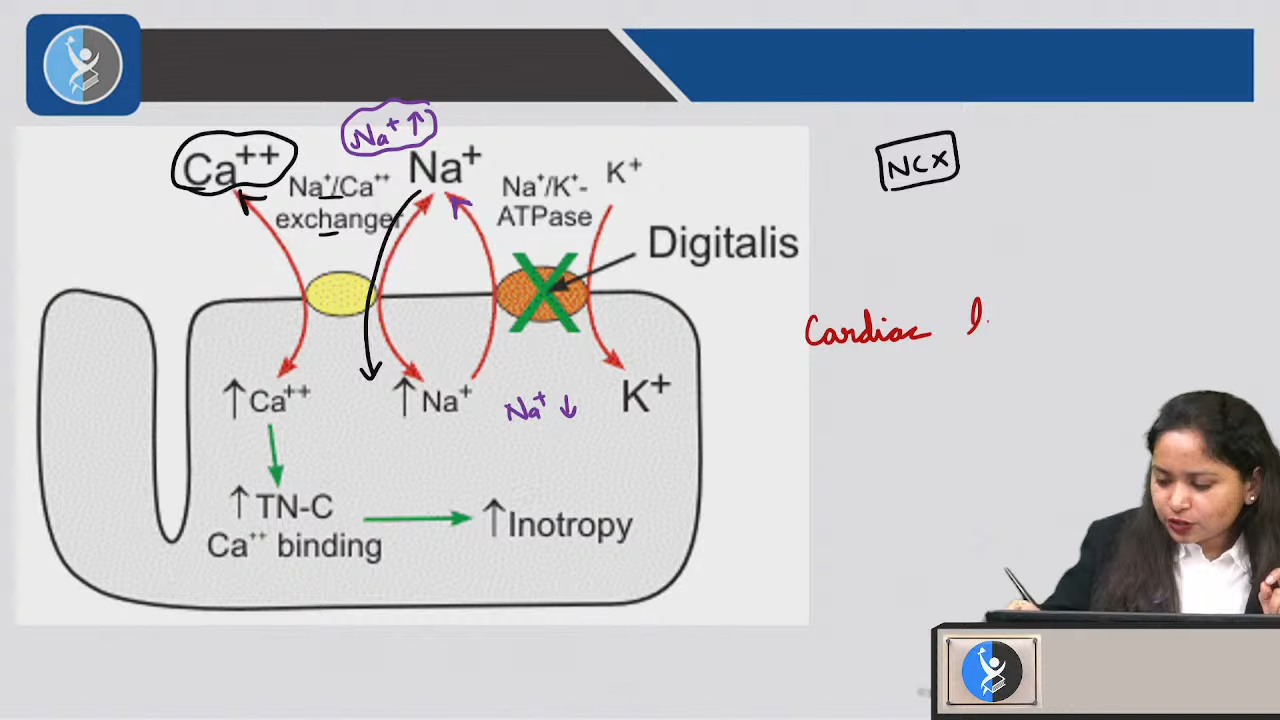 Na⁺ ↑
Ca⁺⁺
Na⁺
K⁺
Na⁺/Ca⁺⁺
exchanger
Na⁺/K⁺-
ATPase
NCX
Digitalis
Cardiac
↑Ca⁺⁺
↑Na⁺
Na⁺ ↓
K⁺
↑TN-C
Ca⁺⁺ binding
↑Inotropy